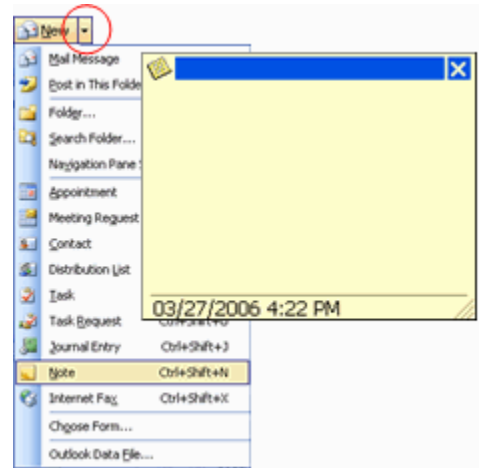 New
Mail Message
Post in This Folde
Folder...
Search Folder...
Navigation Pane
Appointment
Meeting Request
Contact
Distribution List
Task
03/27/2006 4:22 PM
Task Request Ctrl+Shift+U
Journal Entry Ctrl+Shift+J
Note Ctrl+Shift+N
Internet Fax Ctrl+Shift+X
Choose Form...
Outlook Data File...